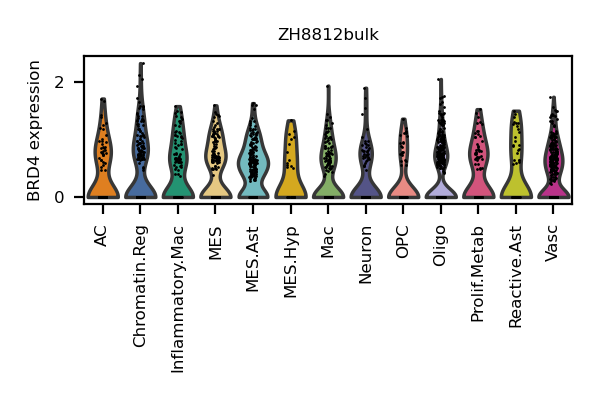 ZH8812bulk
BRD4 expression
2
0
AC
Chromatin.Reg
Inflammatory.Mac
MES
MES.Ast
MES.Hyp
Mac
Neuron
OPC
Oligo
Prolif.Metab
Reactive.Ast
Vasc